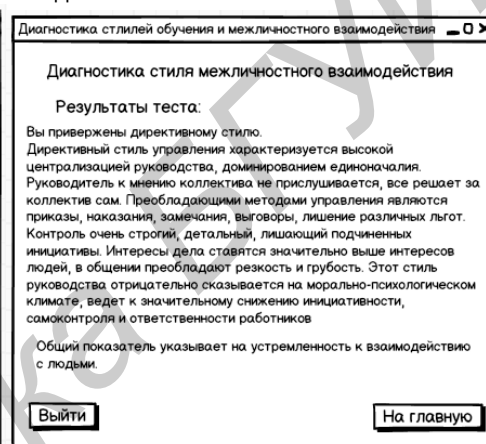 Диагностика стлилей обучения и межличностного взаимодействия
Диагностика стиля межличностного взаимодействия
Результаты теста:
Вы привержены директивному стилю.
Директивный стиль управления характеризуется высокой
централизацией руководства, доминированием единоначалия.
Руководитель к мнению коллектива не прислушивается, все решает за
коллектив сам. Преобладающими методами управления являются
приказы, наказания, замечания, выговоры, лишение различных льгот.
Контроль очень строгий, детальный, лишающий подчиненных
инициативы. Интересы дела ставятся значительно выше интересов
людей, в общении преобладают резкость и грубость. Этот стиль
руководства отрицательно сказывается на морально-психологическом
климате, ведет к значительному снижению инициативности,
самоконтроля и ответственности работников
Общий показатель указывает на устремленность к взаимодействию
с людьми.
Выйти
На главную